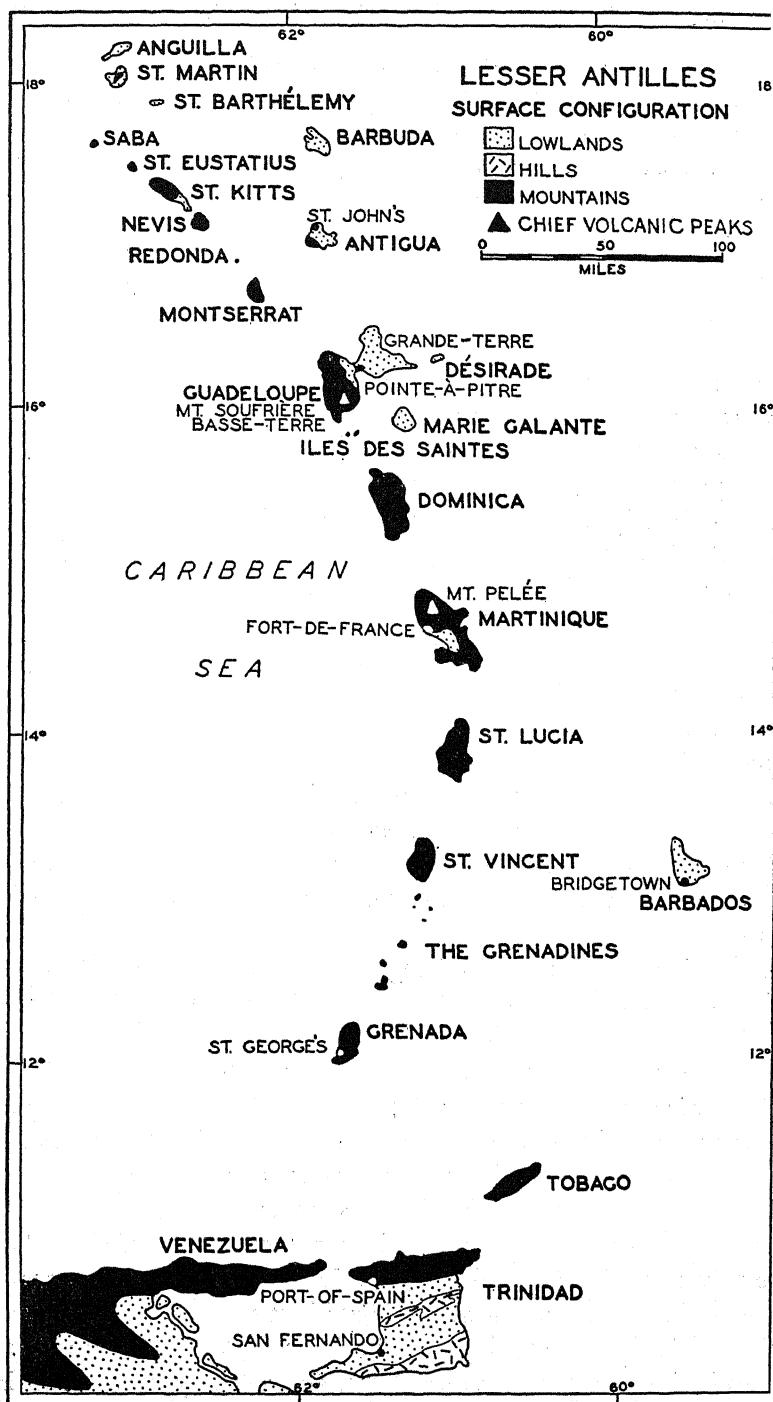 62°
60°
ANGUILLA
ST. MARTIN
18°
18
LESSER ANTILLES
ST. BARTHÉLEMY
SURFACE CONFIGURATION
SABA
BARBUDA
LOWLANDS
ST. EUSTATIUS
HILLS
ST. KITTS
MOUNTAINS
NEVIS
ST. JOHN'S
CHIEF VOLCANIC PEAKS
ANTIGUA
0 50 100
REDONDA.
MILES
MONTSERRAT
GRANDE-TERRE
DÉSIRADE
GUADELOUPE
POINTE-À-PITRE
16°
16°
MT. SOUFRIÈRE
BASSE-TERRE
MARIE GALANTE
ILES DES SAINTES
DOMINICA
CARIBBEAN
MT. PELÉE
MARTINIQUE
FORT-DE-FRANCE
SEA
14°
14°
ST. LUCIA
ST. VINCENT
BRIDGETOWN
BARBADOS
THE GRENADINES
GRENADA
ST. GEORGE'S
12°
12°
TOBAGO
VENEZUELA
TRINIDAD
PORT-OF-SPAIN
SAN FERNANDO
62°
60°